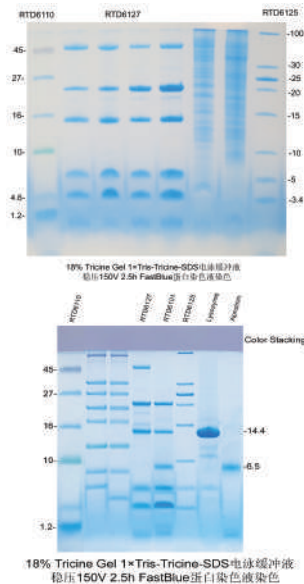 RTD6110 RTD6127 RTD6125
45-
27-
16-
10-
4.6-
1.2-
-100
-30
-25
-20
-10
-5
-3.4
18% Tricine Gel 1×Tris-Tricine-SDS电泳缓冲液
稳压150V 2.5h FastBlue蛋白染色液染色
RTD6110 RTD6127 RTD6125 Lysozyme Aprotinin
Color Stacking
45-
27-
16-
10-
1.2-
-14.4
-6.5
18% Tricine Gel 1×Tris-Tricine-SDS电泳缓冲液
稳压150V 2.5h FastBlue蛋白染色液染色